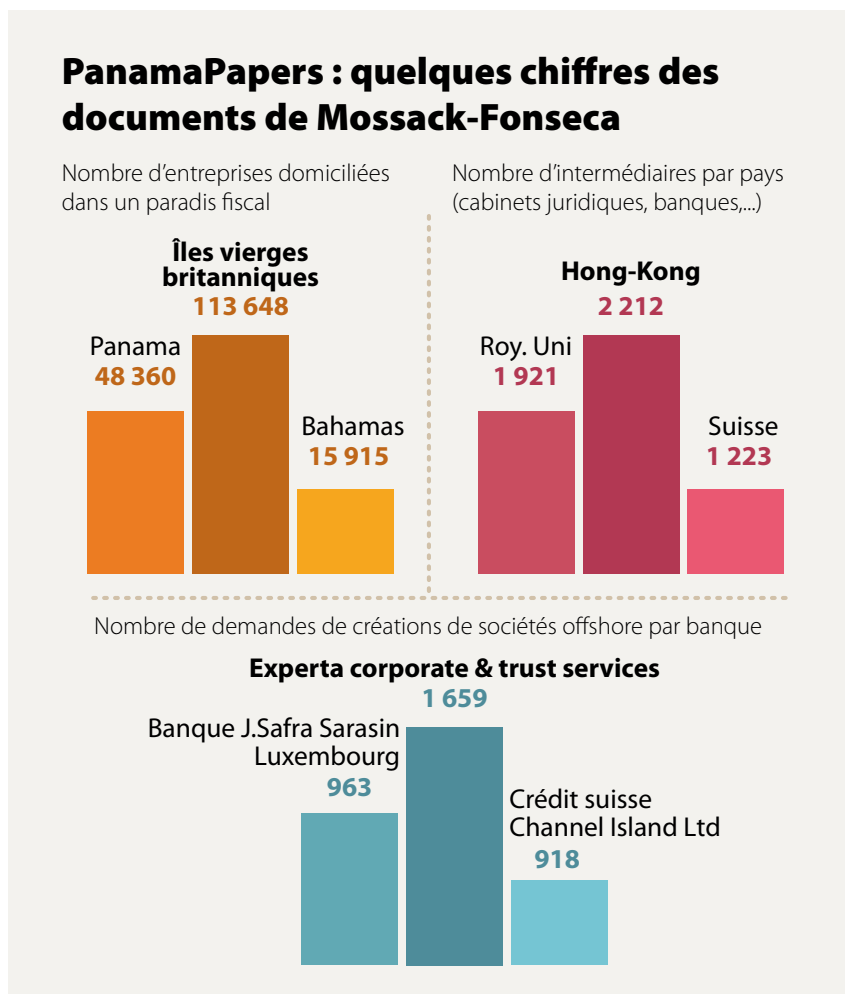 PanamaPapers : quelques chiffres des
documents de Mossack-Fonseca
Nombre d’entreprises domiciliées
dans un paradis fiscal
Îles vierges
britanniques
113 648
Panama
48 360
Bahamas
15 915
Nombre d’intermédiaires par pays
(cabinets juridiques, banques,...)
Hong-Kong
2 212
Roy. Uni
1 921
Suisse
1 223
Nombre de demandes de créations de sociétés offshore par banque
Experta corporate & trust services
1 659
Banque J.Safra Sarasin
Luxembourg
963
Crédit suisse
Channel Island Ltd
918